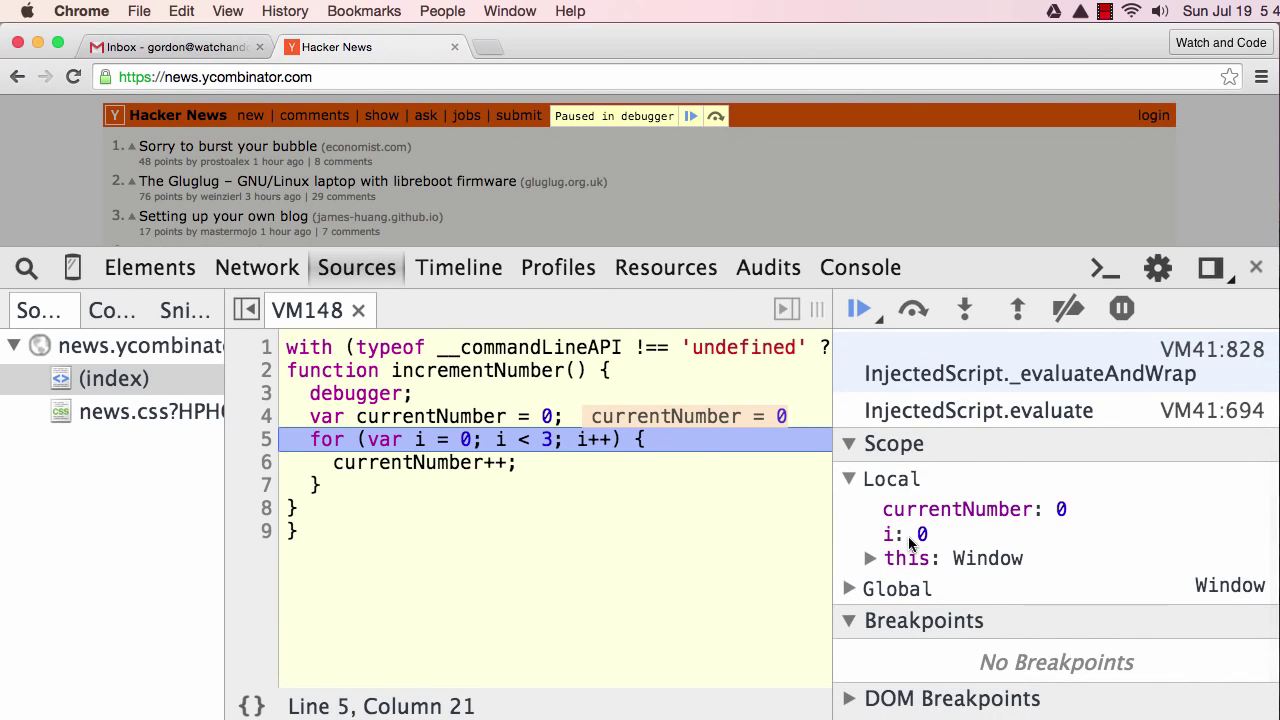 Chrome File Edit View History Bookmarks People Window Help Sun Jul 19 5 4
Inbox - gordon@watchand Hacker News Watch and Code
https://news.ycombinator.com
Y Hacker News new | comments | show | ask | jobs | submit Paused in debugger login
1. Sorry to burst your bubble (economist.com)
48 points by prostoalex 1 hour ago | 8 comments
2. The Gluglug – GNU/Linux laptop with libreboot firmware (gluglug.org.uk)
76 points by weinzierl 3 hours ago | 29 comments
3. Setting up your own blog (james-huang.github.io)
17 points by mastermojo 1 hour ago | 7 comments
Elements Network Sources Timeline Profiles Resources Audits Console
So... Co... Sni... VM148
news.ycombinat
(index)
news.css?HPH
1 with (typeof __commandLineAPI !== 'undefined' ?
2 function incrementNumber() {
3 debugger;
4 var currentNumber = 0; currentNumber = 0
5 for (var i = 0; i < 3; i++) {
6 currentNumber++;
7 }
8 }
9 }
{} Line 5, Column 21
VM41:828
InjectedScript._evaluateAndWrap
InjectedScript.evaluate VM41:694
Scope
Local
currentNumber: 0
i: 0
this: Window
Global Window
Breakpoints
No Breakpoints
DOM Breakpoints